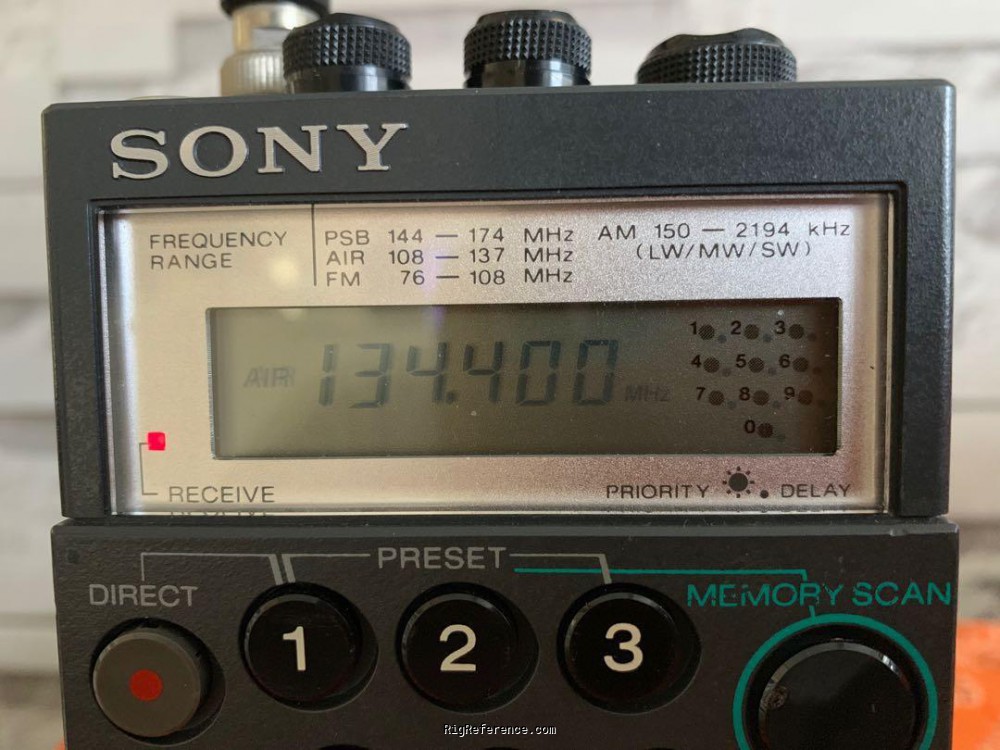 SONY
FREQUENCY RANGE
PSB 144 — 174 MHz
AIR 108 — 137 MHz
FM 76 — 108 MHz
AM 150 — 2194 kHz
(LW/MW/SW)
AIR 134.400 MHz
1 2 3
4 5 6
7 8 9
0
RECEIVE
PRIORITY DELAY
PRESET
DIRECT
MEMORY SCAN
1 2 3
RigReference.com